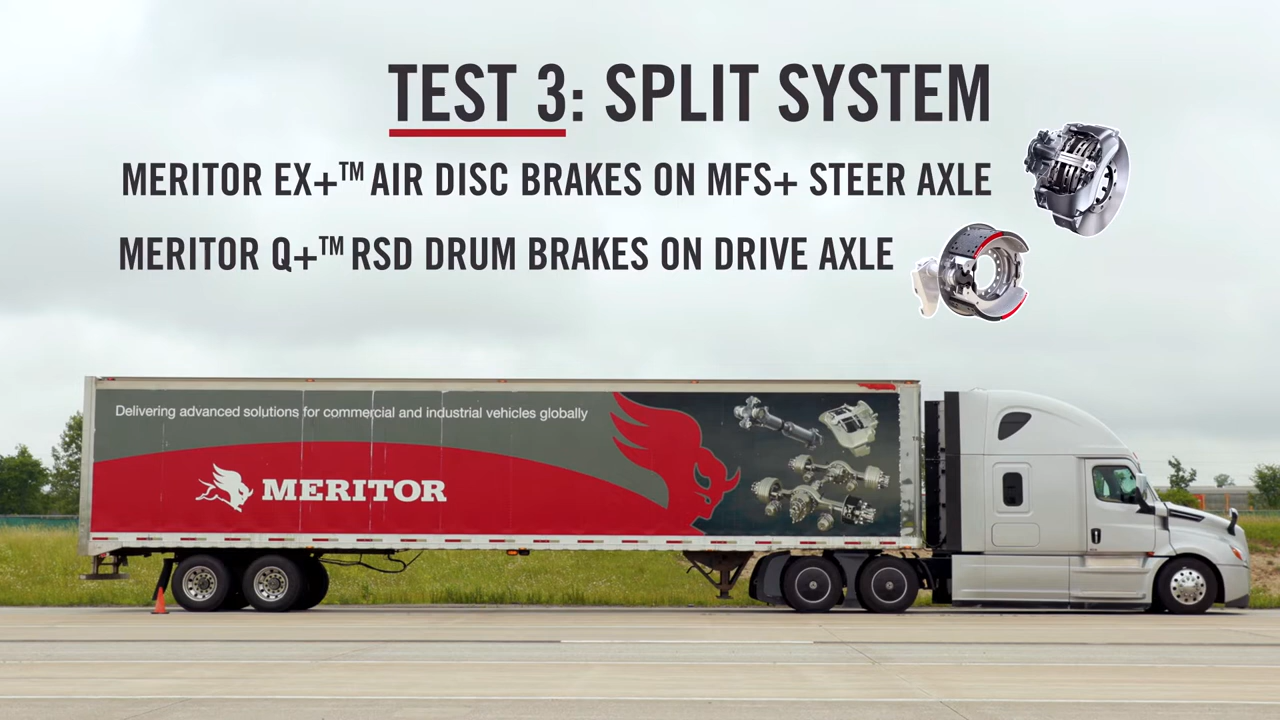 TEST 3: SPLIT SYSTEM
MERITOR EX+™ AIR DISC BRAKES ON MFS+ STEER AXLE
MERITOR Q+™ RSD DRUM BRAKES ON DRIVE AXLE
Delivering advanced solutions for commercial and industrial vehicles globally
MERITOR